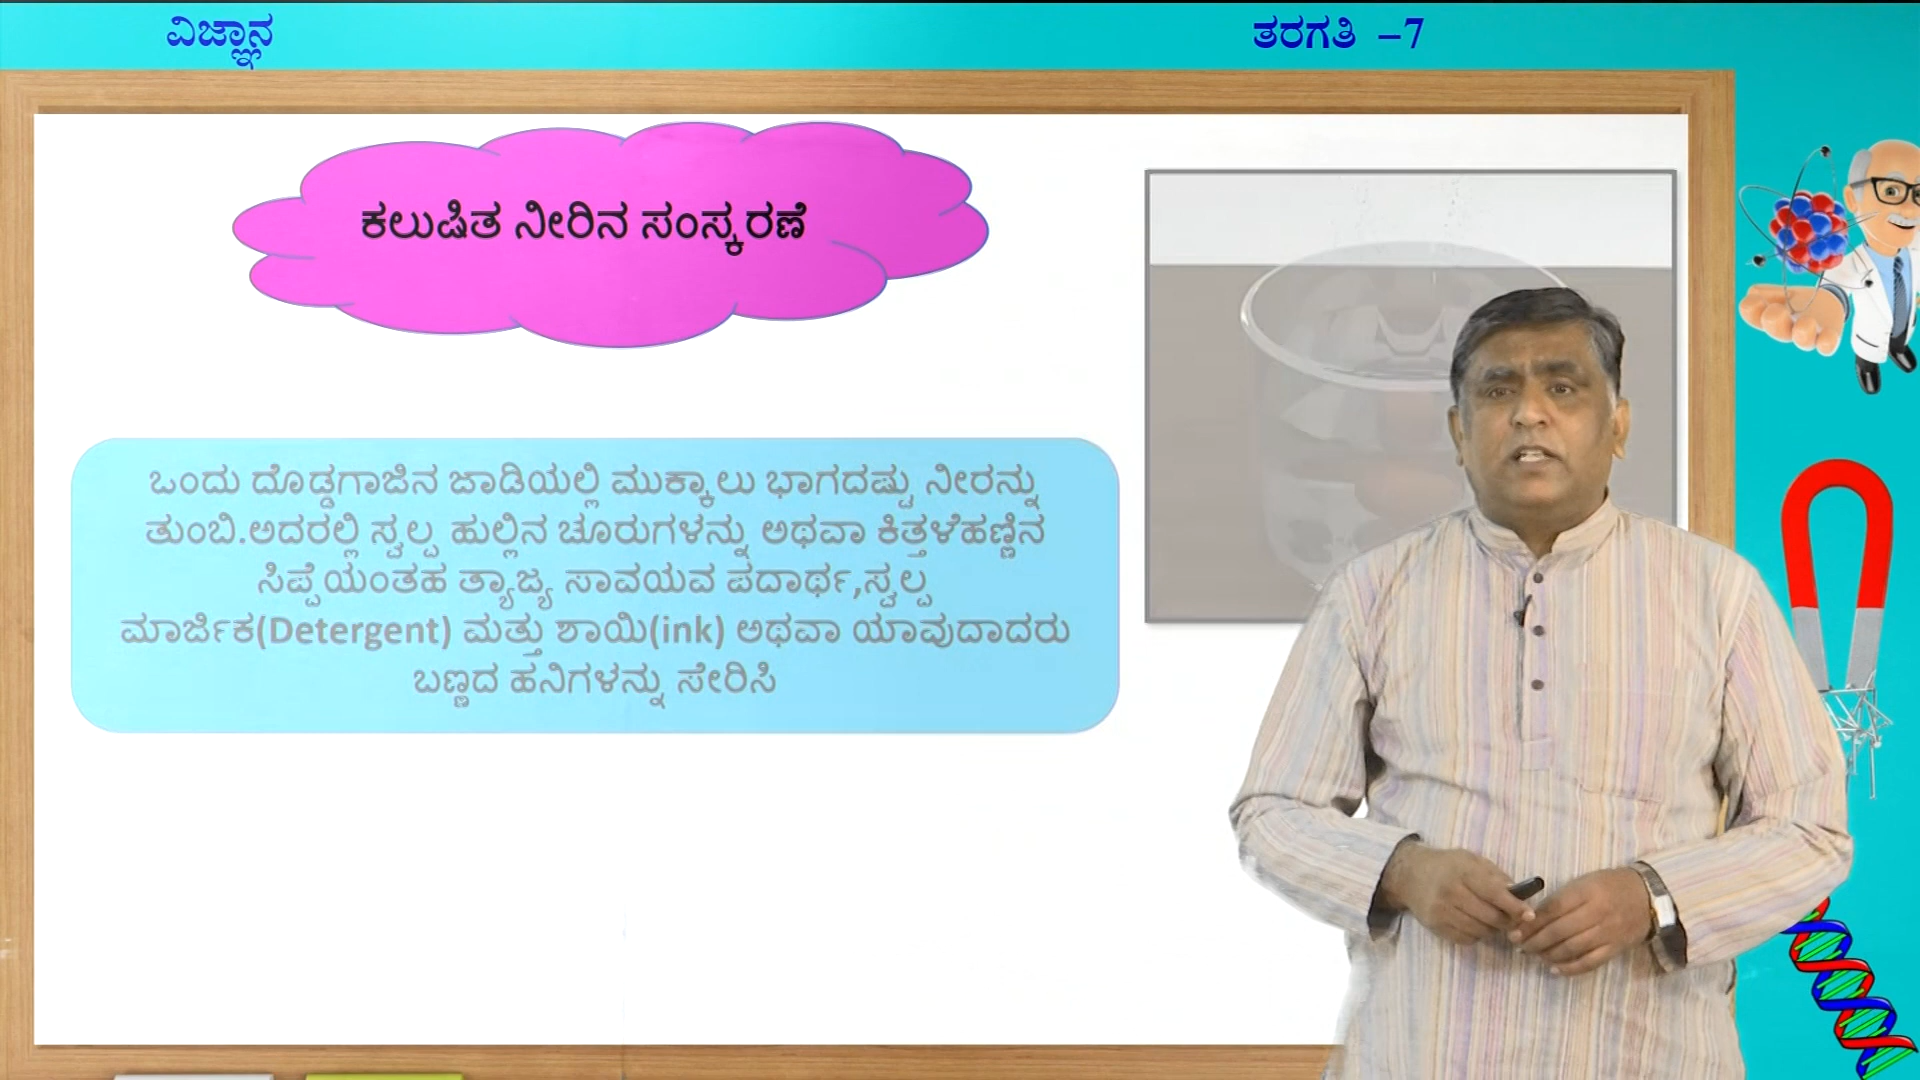 ವಿಜ್ಞಾನ
ತರಗತಿ –7
ಕಲುಷಿತ ನೀರಿನ ಸಂಸ್ಕರಣೆ
ಒಂದು ದೊಡ್ಡಗಾಜಿನ ಜಾಡಿಯಲ್ಲಿ ಮುಕ್ಕಾಲು ಭಾಗದಷ್ಟು ನೀರನ್ನು
ತುಂಬಿ.ಅದರಲ್ಲಿ ಸ್ವಲ್ಪ ಹುಲ್ಲಿನ ಚೂರುಗಳನ್ನು ಅಥವಾ ಕಿತ್ತಳೆಹಣ್ಣಿನ
ಸಿಪ್ಪೆಯಂತಹ ತ್ಯಾಜ್ಯ ಸಾವಯವ ಪದಾರ್ಥ,ಸ್ವಲ್ಪ
ಮಾರ್ಜಿಕ(Detergent) ಮತ್ತು ಶಾಯಿ(ink) ಅಥವಾ ಯಾವುದಾದರು
ಬಣ್ಣದ ಹನಿಗಳನ್ನು ಸೇರಿಸಿ